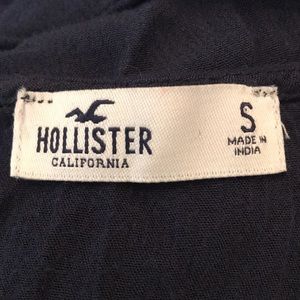 HOLLISTER
CALIFORNIA
S
MADE IN
INDIA